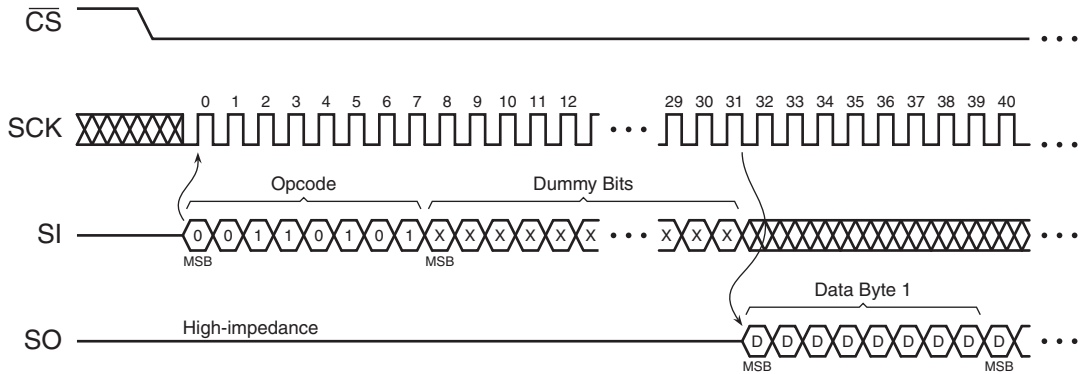 CS
SCK
0 1 2 3 4 5 6 7 8 9 10 11 12 29 30 31 32 33 34 35 36 37 38 39 40
Opcode
Dummy Bits
SI
0 0 1 1 0 1 0 1 X X X X X X X X X
MSB
MSB
Data Byte 1
SO
High-impedance
D D D D D D D D D
MSB
MSB